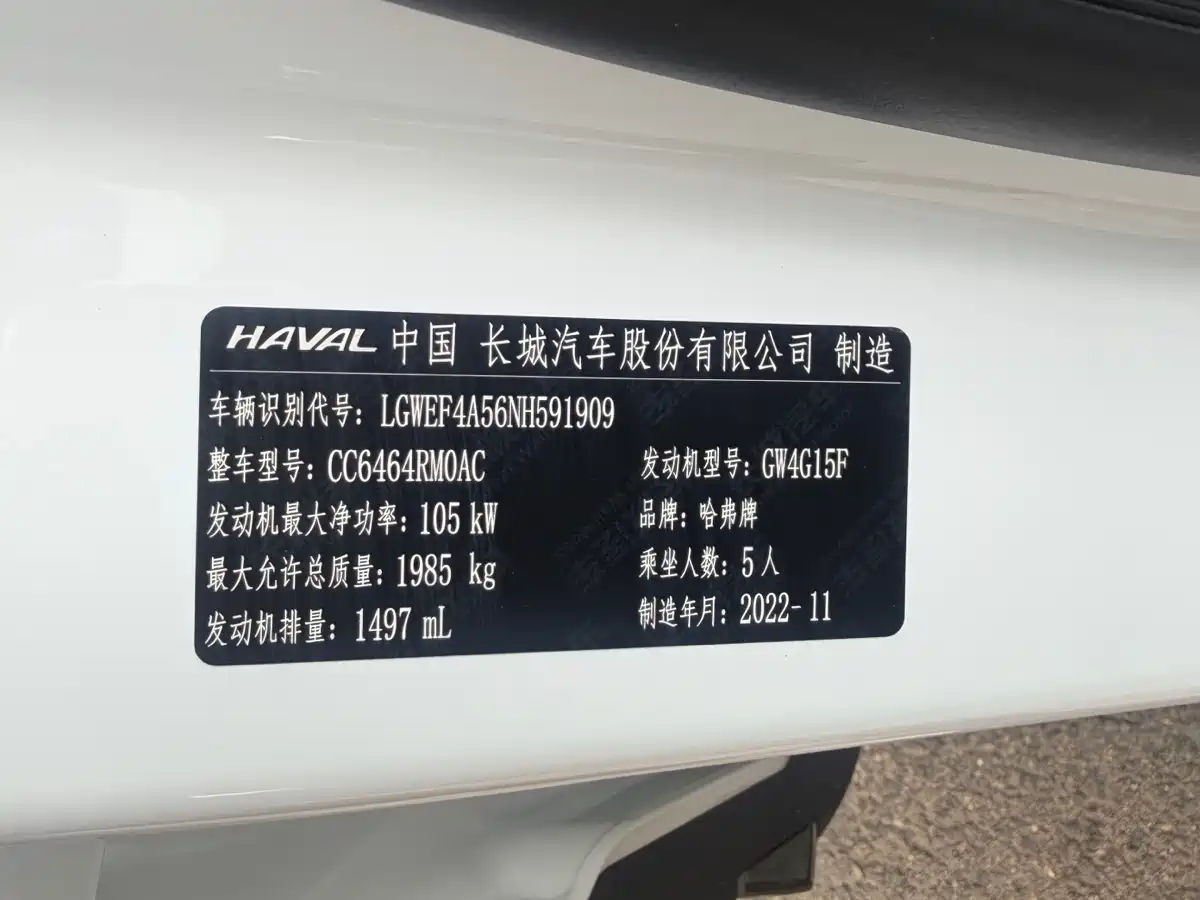 HAVAL 中国 长城汽车股份有限公司 制造
车辆识别代号: LGWEF4A56NH591909
整车型号: CC6464RM0AC 发动机型号: GW4G15F
发动机最大净功率: 105 kW 品牌: 哈弗牌
最大允许总质量: 1985 kg 乘坐人数: 5 人
发动机排量: 1497 mL 制造年月: 2022-11